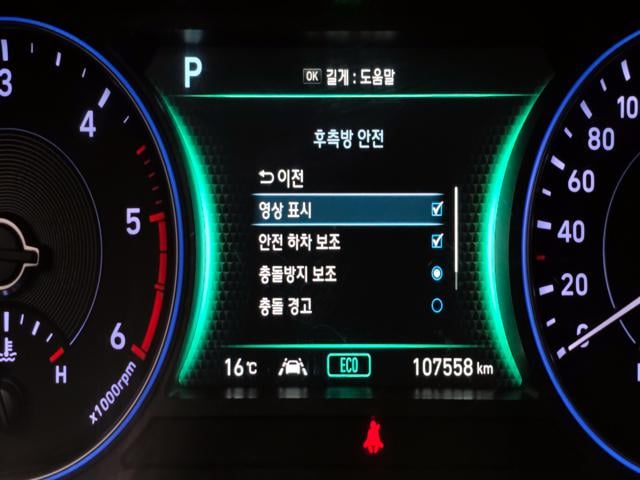 P
OK 길게 : 도움말
후측방 안전
이전
영상 표시
안전 하차 보조
충돌방지 보조
충돌 경고
16℃ ECO 107558 km
3
4
5
6
x1000rpm
H
100
80
60
40
20
0